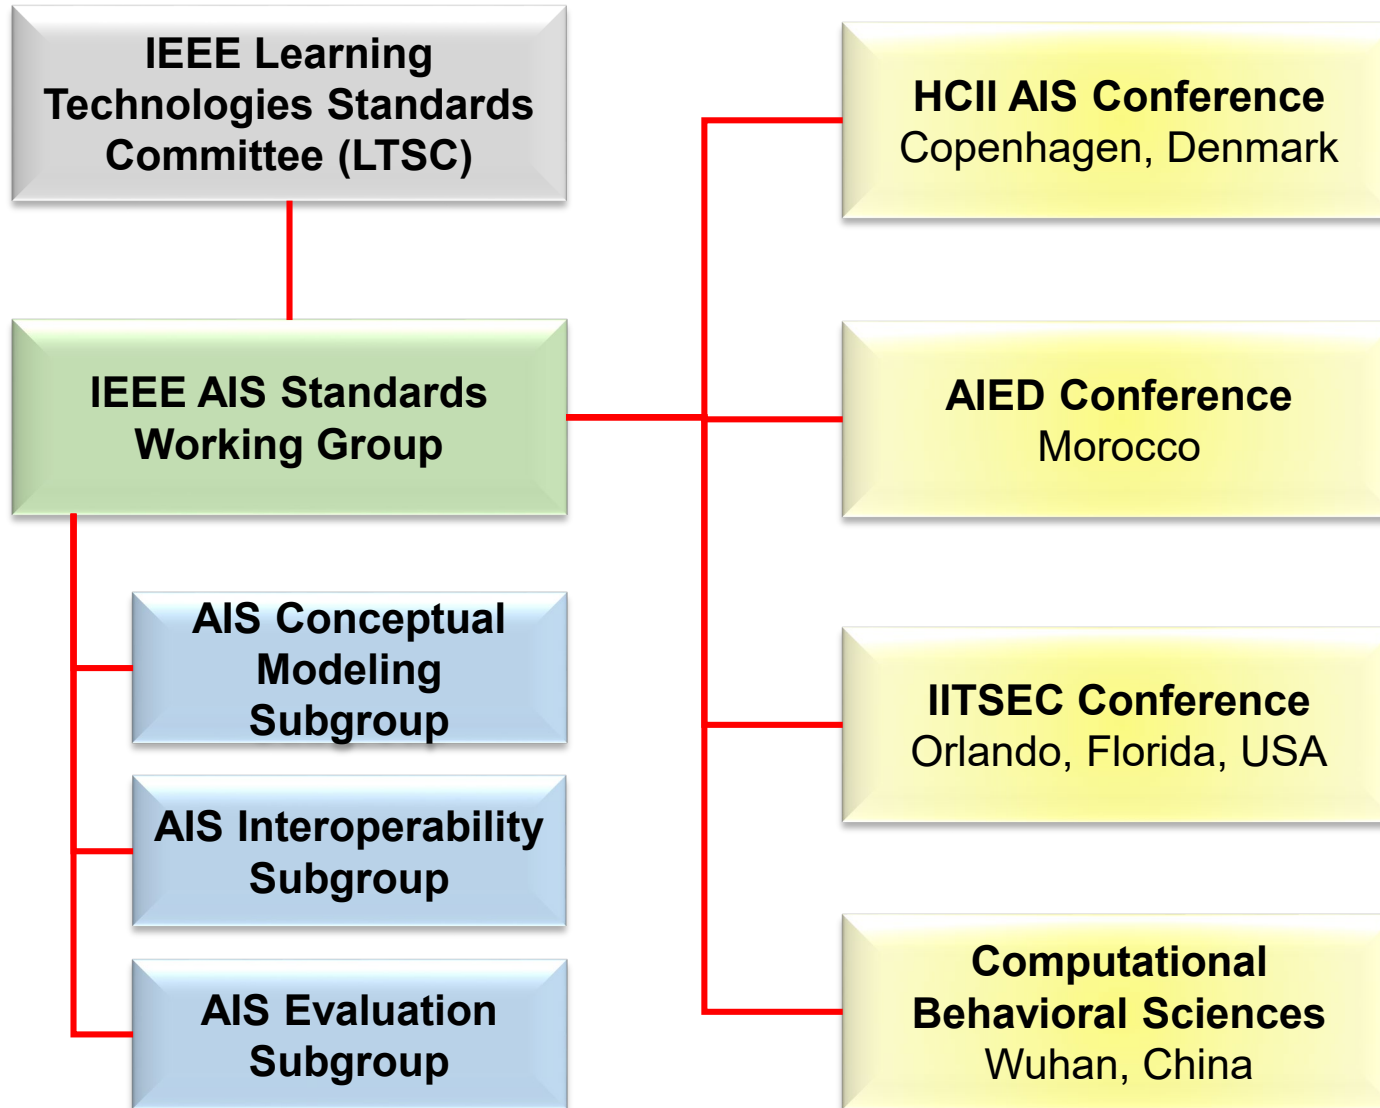 IEEE Learning
Technologies Standards
Committee (LTSC)
IEEE AIS Standards
Working Group
AIS Conceptual
Modeling
Subgroup
AIS Interoperability
Subgroup
AIS Evaluation
Subgroup
HCII AIS Conference
Copenhagen, Denmark
AIED Conference
Morocco
IITSEC Conference
Orlando, Florida, USA
Computational
Behavioral Sciences
Wuhan, China